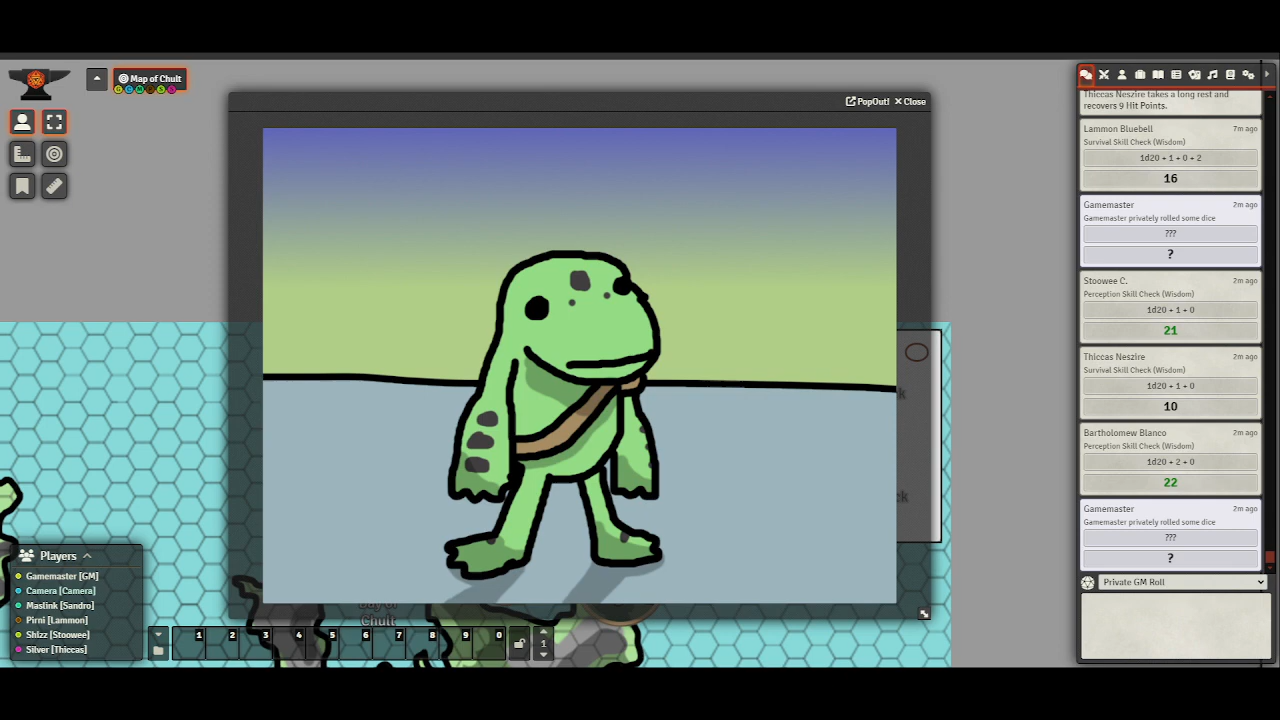 Map of Chult
G C M P S S
PopOut! Close
Players
Gamemaster [GM]
Camera [Camera]
Maslink [Sandro]
Pirni [Lammon]
Shizz [Stoowee]
Silver [Thiccas]
Chult
1 2 3 4 5 6 7 8 9 0
1
Thiccas Neszire takes a long rest and
recovers 9 Hit Points.
Lammon Bluebell 7m ago
Survival Skill Check (Wisdom)
1d20 + 1 + 0 + 2
16
Gamemaster 2m ago
Gamemaster privately rolled some dice
???
?
Stoowee C. 2m ago
Perception Skill Check (Wisdom)
1d20 + 1 + 0
21
Thiccas Neszire 2m ago
Survival Skill Check (Wisdom)
1d20 + 1 + 0
10
Bartholomew Blanco 2m ago
Perception Skill Check (Wisdom)
1d20 + 2 + 0
22
Gamemaster 2m ago
Gamemaster privately rolled some dice
???
?
Private GM Roll